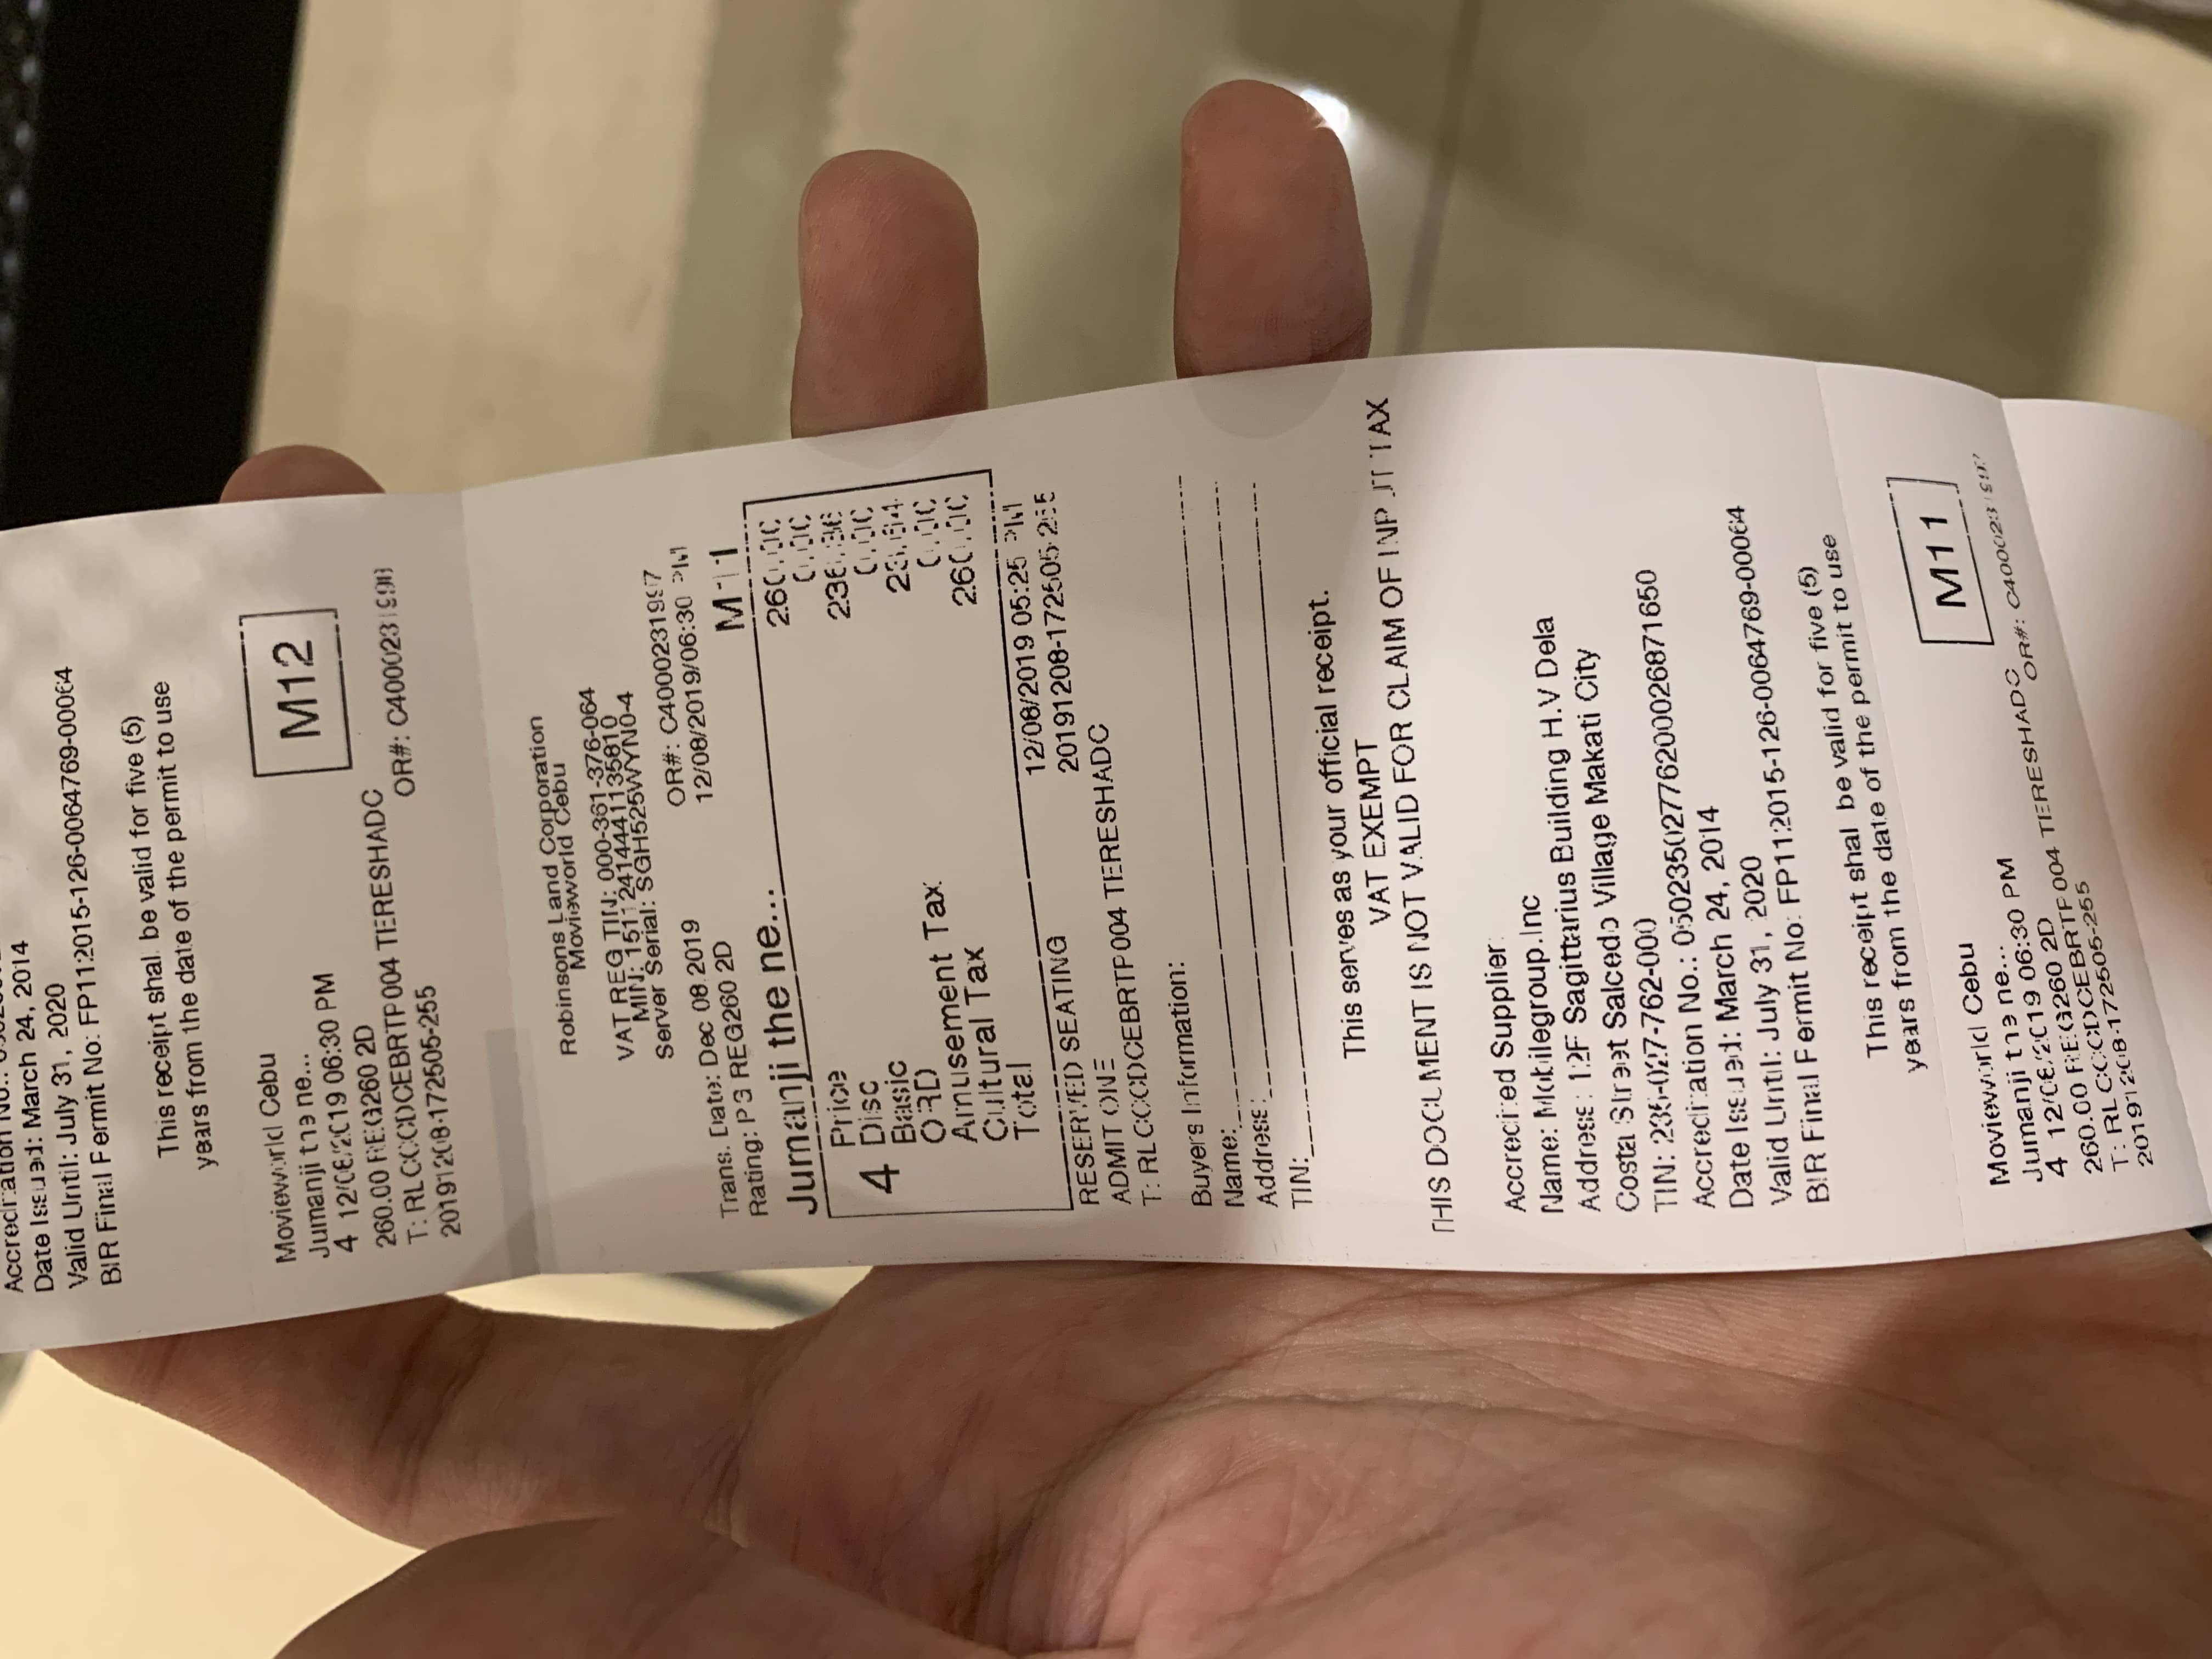 Accreditation No.:
Date Issued: March 24, 2014
Valid Until: July 31, 2020
BIR Final Permit No: FP112015-126-0064769-00064
This receipt shal be valid for five (5)
years from the date of the permit to use
Movieworld Cebu
Jumanji the ne...
M12
4 12/08/2019 06:30 PM
260.00 REG260 2D
T: RLCCCDCEBRTP004 TERESHADC
20191208-172505-255 OR#: C4000231998
Robinsons Land Corporation
Movieworld Cebu
VAT REG TIN: 000-361-376-064
MIN: 15112414441135810
Server Serial: SGH525WYN0-4
OR#: C4000231997
Trans. Date: Dec 08 2019 12/08/2019/06:30 PM
Rating: PG REG260 2D
Jumanji the ne... M11
4
Price 260.00
Disc 0.00
Basic 236.36
ORD 0.00
Amusement Tax 23.64
Cultural Tax 0.00
Total 260.00
RESERVED SEATING 12/08/2019 05:25 PM
ADMIT ONE 20191208-172505-255
T: RLCCCDCEBRTP004 TERESHADC
Buyers Information:
Name:
Address:
TIN:
This serves as your official receipt.
VAT EXEMPT
THIS DOCUMENT IS NOT VALID FOR CLAIM OF INPUT TAX
Accredited Supplier
Name: Mobilegroup.Inc
Address: 12F Sagittarius Building H.V Dela
Costa Street Salcedo Village Makati City
TIN: 235-027-762-000
Accreditation No.: 05023502776200026871650
Date Issued: March 24, 2014
Valid Until: July 31, 2020
BIR Final Permit No: FP112015-126-0064769-00064
This receipt shal be valid for five (5)
years from the date of the permit to use
Movieworld Cebu
Jumanji the ne...
M11
4 12/08/2019 06:30 PM
260.00 REG260 2D
T: RLCCCDCEBRTP004 TERESHADC
20191208-172505-255 OR#: C4000231997